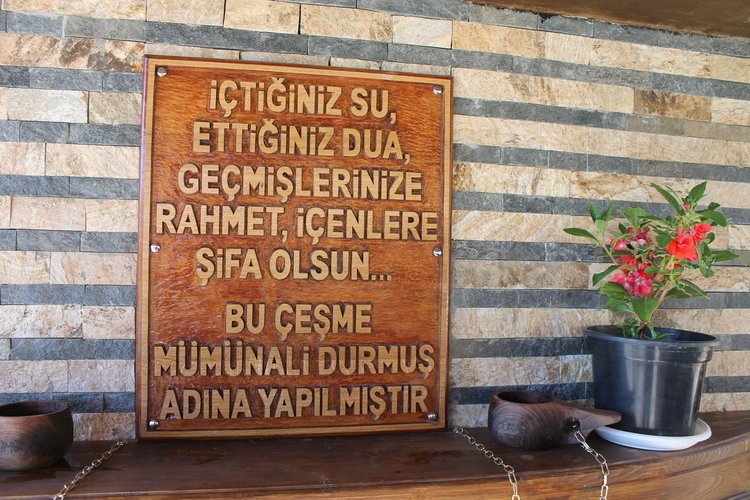 İÇTİĞİNİZ SU,
ETTİĞİNİZ DUA,
GEÇMİŞLERİNİZE
RAHMET, İÇENLERE
ŞİFA OLSUN...
BU ÇEŞME
MÜMÜNALİ DURMUŞ
ADINA YAPILMIŞTIR